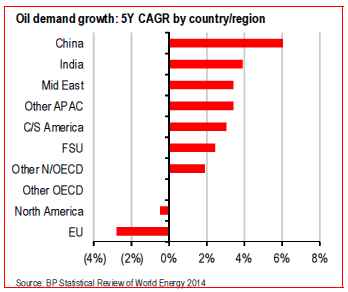 Oil demand growth: 5Y CAGR by country/region
China
India
Mid East
Other APAC
C/S America
FSU
Other N/OECD
Other OECD
North America
EU
(4%) (2%) 0% 2% 4% 6% 8%
Source: BP Statistical Review of World Energy 2014